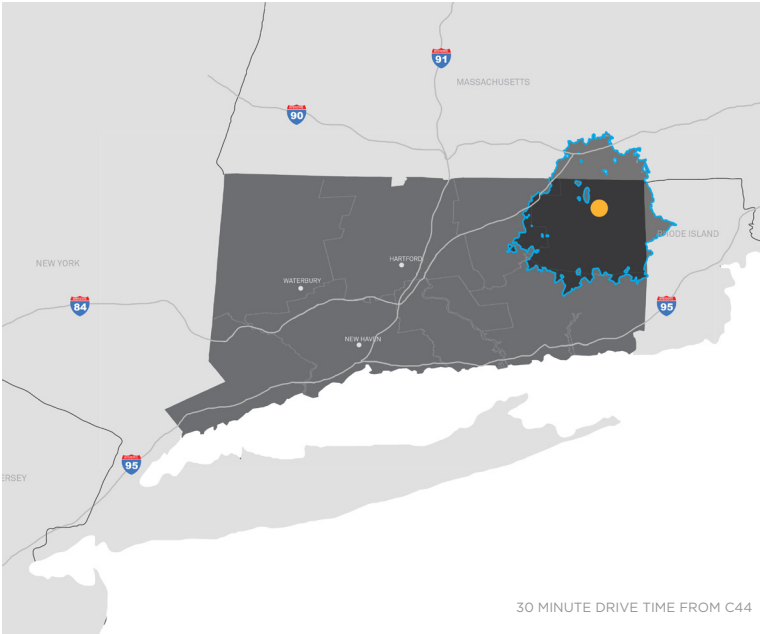 91
MASSACHUSETTS
90
RHODE ISLAND
HARTFORD
NEW YORK
WATERBURY
84
95
NEW HAVEN
95
ERSEY
30 MINUTE DRIVE TIME FROM C44